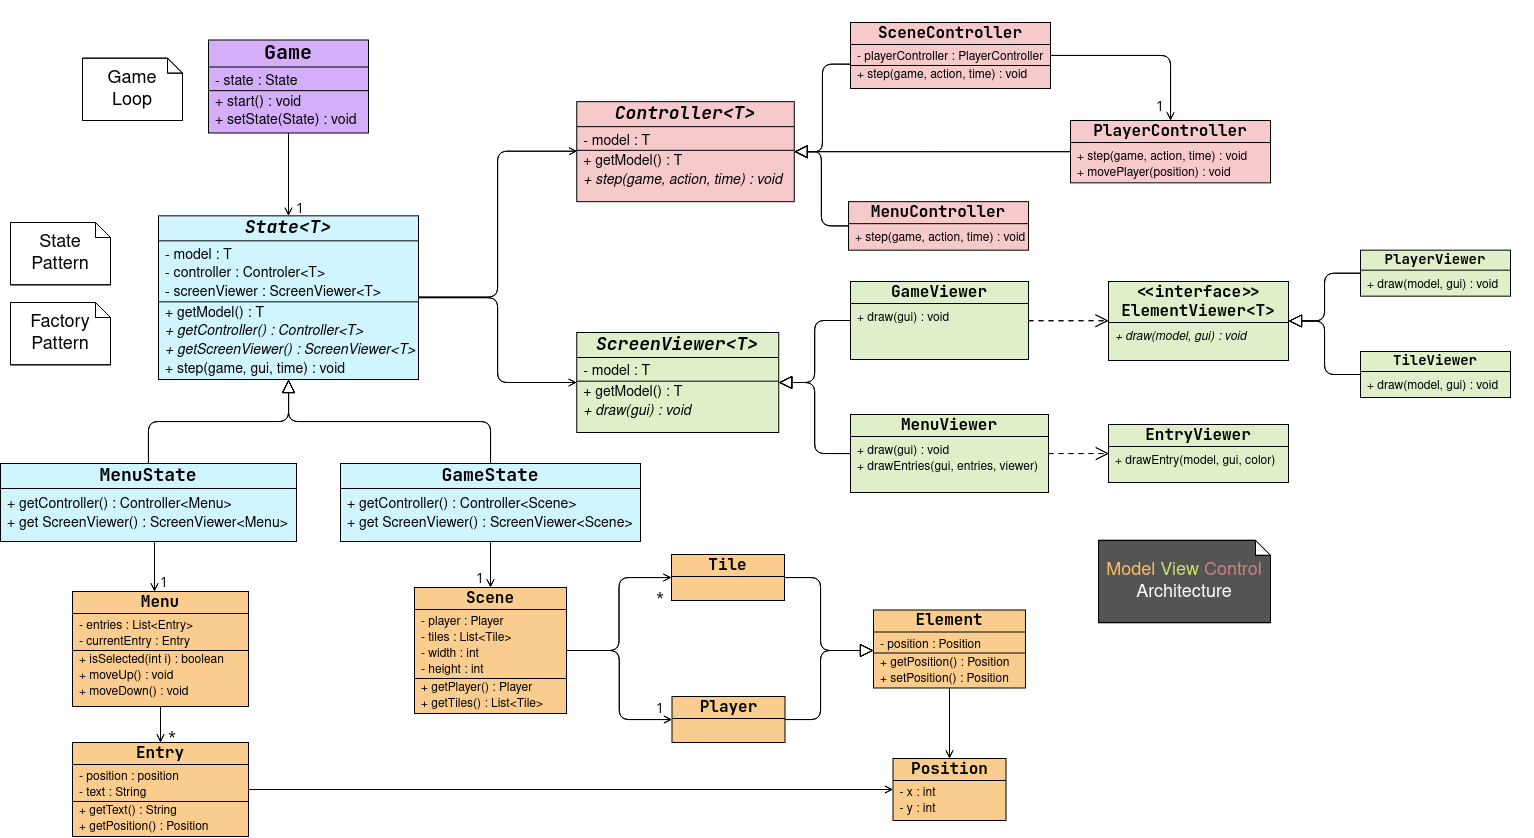 Game
Loop
Game
- state : State
+ start() : void
+ setState(State) : void
1
State
Pattern
Factory
Pattern
State<T>
- model : T
- controller : Controler<T>
- screenViewer : ScreenViewer<T>
+ getModel() : T
+ getController() : Controller<T>
+ getScreenViewer() : ScreenViewer<T>
+ step(game, gui, time) : void
Controller<T>
- model : T
+ getModel() : T
+ step(game, action, time) : void
SceneController
- playerController : PlayerController
+ step(game, action, time) : void
1
PlayerController
+ step(game, action, time) : void
+ movePlayer(position) : void
MenuController
+ step(game, action, time) : void
ScreenViewer<T>
- model : T
+ getModel() : T
+ draw(gui) : void
GameViewer
+ draw(gui) : void
<<interface>>
ElementViewer<T>
+ draw(model, gui) : void
PlayerViewer
+ draw(model, gui) : void
TileViewer
+ draw(model, gui) : void
MenuViewer
+ draw(gui) : void
+ drawEntries(gui, entries, viewer)
EntryViewer
+ drawEntry(model, gui, color)
MenuState
+ getController() : Controller<Menu>
+ get ScreenViewer() : ScreenViewer<Menu>
GameState
+ getController() : Controller<Scene>
+ get ScreenViewer() : ScreenViewer<Scene>
1
Menu
- entries : List<Entry>
- currentEntry : Entry
+ isSelected(int i) : boolean
+ moveUp() : void
+ moveDown() : void
*
Entry
- position : position
- text : String
+ getText() : String
+ getPosition() : Position
1
Scene
- player : Player
- tiles : List<Tile>
- width : int
- height : int
+ getPlayer() : Player
+ getTiles() : List<Tile>
Tile
*
1
Player
Element
- position : Position
+ getPosition() : Position
+ setPosition() : Position
Position
- x : int
- y : int
Model View Control
Architecture